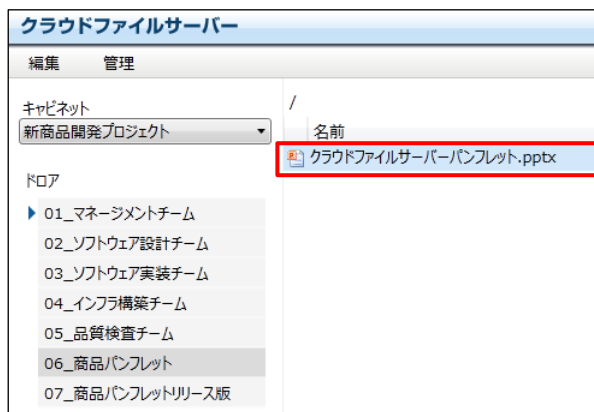 クラウドファイルサーバー
編集 管理
キャビネット
新商品開発プロジェクト
ドロア
01_マネージメントチーム
02_ソフトウェア設計チーム
03_ソフトウェア実装チーム
04_インフラ構築チーム
05_品質検査チーム
06_商品パンフレット
07_商品パンフレットリリース版
/
名前
クラウドファイルサーバーパンフレット.pptx